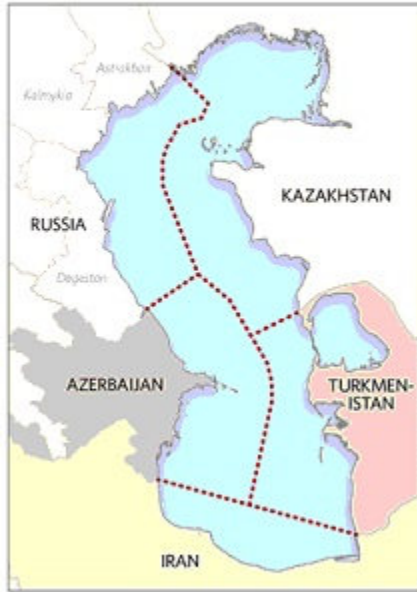 Astrakhan
Kalmykia
KAZAKHSTAN
RUSSIA
Dagestan
AZERBAIJAN
TURKMEN-
ISTAN
IRAN